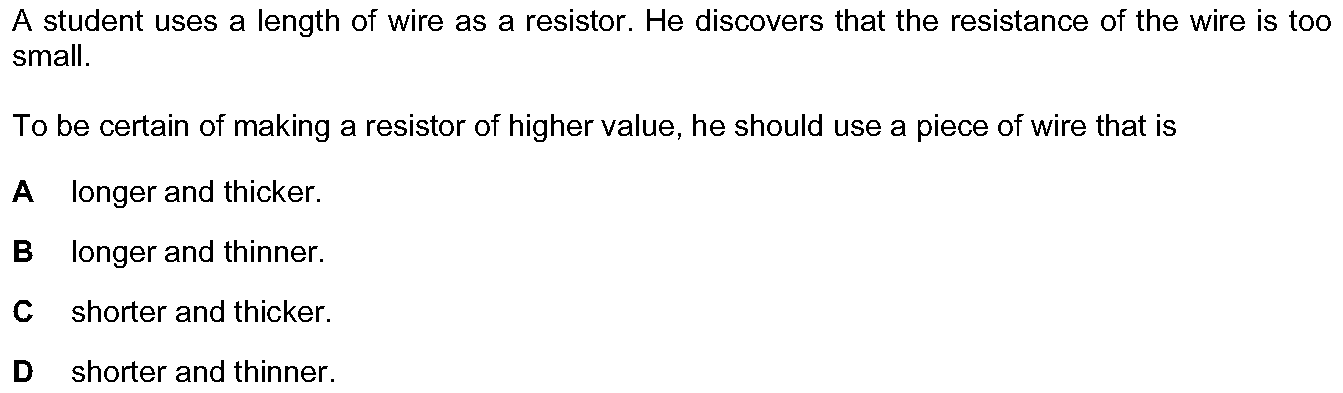 A student uses a length of wire as a resistor. He discovers that the resistance of the wire is too
small.
To be certain of making a resistor of higher value, he should use a piece of wire that is
A longer and thicker.
B longer and thinner.
C shorter and thicker.
D shorter and thinner.